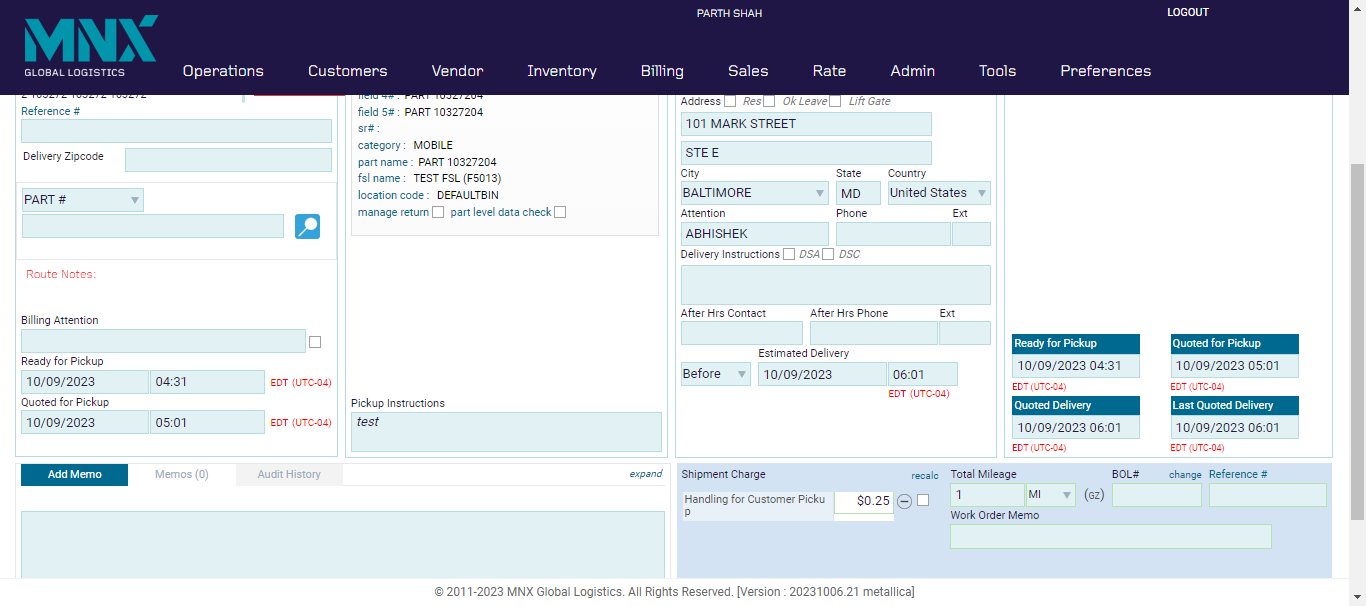 PARTH SHAH
LOGOUT
MNX
GLOBAL LOGISTICS
Operations Customers Vendor Inventory Billing Sales Rate Admin Tools Preferences
Reference #
Delivery Zipcode
PART #
Route Notes:
Billing Attention
Ready for Pickup
10/09/2023 04:31 EDT (UTC-04)
Quoted for Pickup
10/09/2023 05:01 EDT (UTC-04)
field 4# : PART 10327204
field 5# : PART 10327204
sr# :
category : MOBILE
part name : PART 10327204
fsl name : TEST FSL (F5013)
location code : DEFAULTBIN
manage return part level data check
Pickup Instructions
test
Address Res Ok Leave Lift Gate
101 MARK STREET
STE E
City State Country
BALTIMORE MD United States
Attention Phone Ext
ABHISHEK
Delivery Instructions DSA DSC
After Hrs Contact After Hrs Phone Ext
Estimated Delivery
Before 10/09/2023 06:01
EDT (UTC-04)
Ready for Pickup Quoted for Pickup
10/09/2023 04:31 10/09/2023 05:01
EDT (UTC-04) EDT (UTC-04)
Quoted Delivery Last Quoted Delivery
10/09/2023 06:01 10/09/2023 06:01
EDT (UTC-04) EDT (UTC-04)
Add Memo Memos (0) Audit History expand
Shipment Charge recalc
Handling for Customer Picku
p
$0.25
Total Mileage BOL# change Reference #
1 MI (GZ)
Work Order Memo
© 2011-2023 MNX Global Logistics. All Rights Reserved. [Version : 20231006.21 metallica]